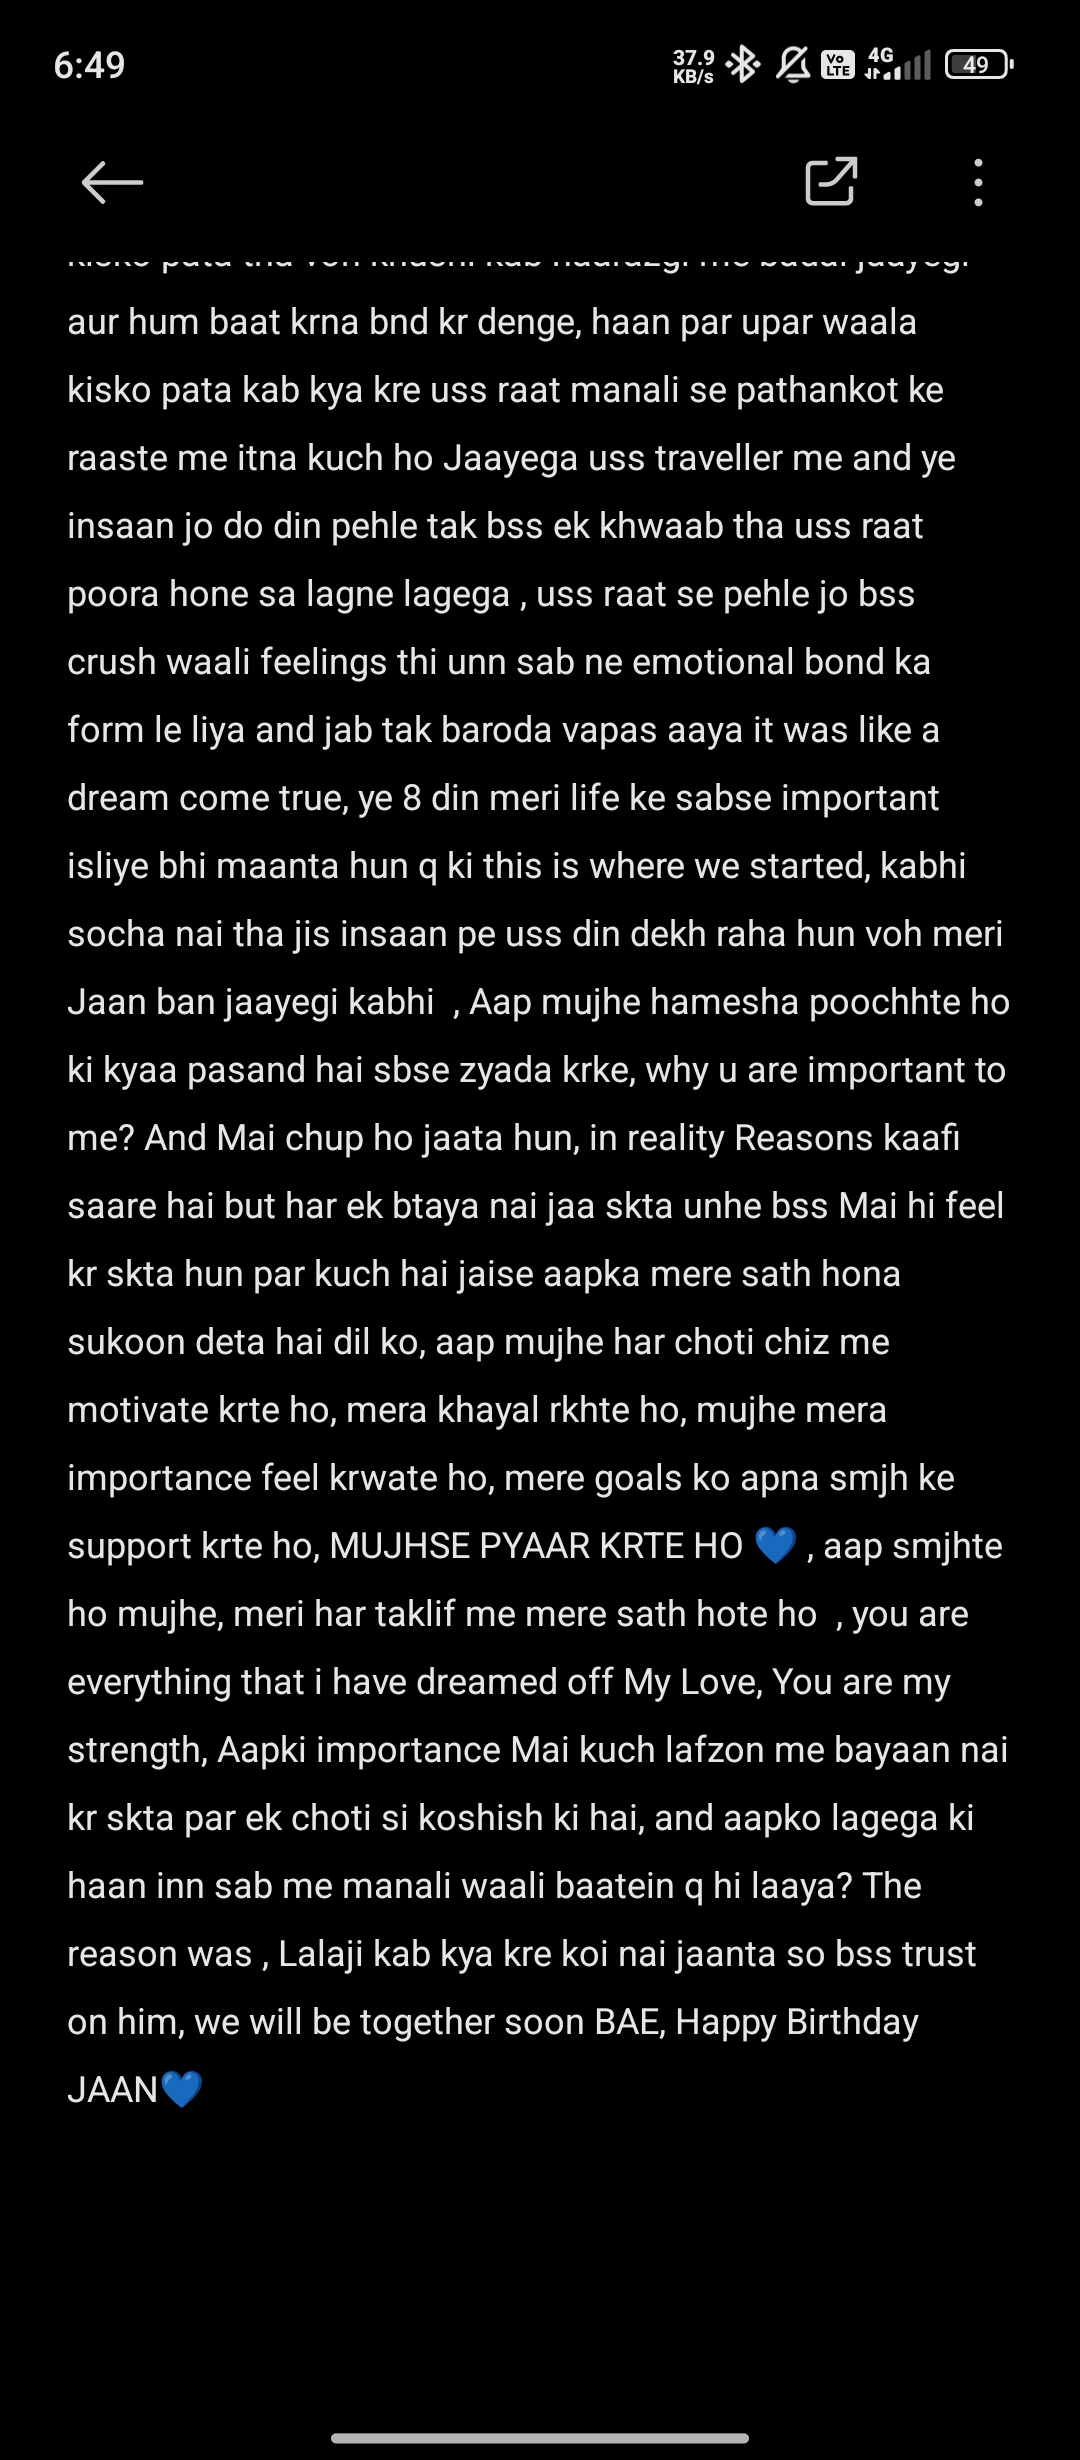 6:49
37.9 KB/s Vo LTE 4G 49
aur hum baat krna bnd kr denge, haan par upar waala
kisko pata kab kya kre uss raat manali se pathankot ke
raaste me itna kuch ho Jaayega uss traveller me and ye
insaan jo do din pehle tak bss ek khwaab tha uss raat
poora hone sa lagne lagega , uss raat se pehle jo bss
crush waali feelings thi unn sab ne emotional bond ka
form le liya and jab tak baroda vapas aaya it was like a
dream come true, ye 8 din meri life ke sabse important
isliye bhi maanta hun q ki this is where we started, kabhi
socha nai tha jis insaan pe uss din dekh raha hun voh meri
Jaan ban jaayegi kabhi  , Aap mujhe hamesha poochhte ho
ki kyaa pasand hai sbse zyada krke, why u are important to
me? And Mai chup ho jaata hun, in reality Reasons kaafi
saare hai but har ek btaya nai jaa skta unhe bss Mai hi feel
kr skta hun par kuch hai jaise aapka mere sath hona
sukoon deta hai dil ko, aap mujhe har choti chiz me
motivate krte ho, mera khayal rkhte ho, mujhe mera
importance feel krwate ho, mere goals ko apna smjh ke
support krte ho, MUJHSE PYAAR KRTE HO 💙 , aap smjhte
ho mujhe, meri har taklif me mere sath hote ho  , you are
everything that i have dreamed off My Love, You are my
strength, Aapki importance Mai kuch lafzon me bayaan nai
kr skta par ek choti si koshish ki hai, and aapko lagega ki
haan inn sab me manali waali baatein q hi laaya? The
reason was , Lalaji kab kya kre koi nai jaanta so bss trust
on him, we will be together soon BAE, Happy Birthday
JAAN💙